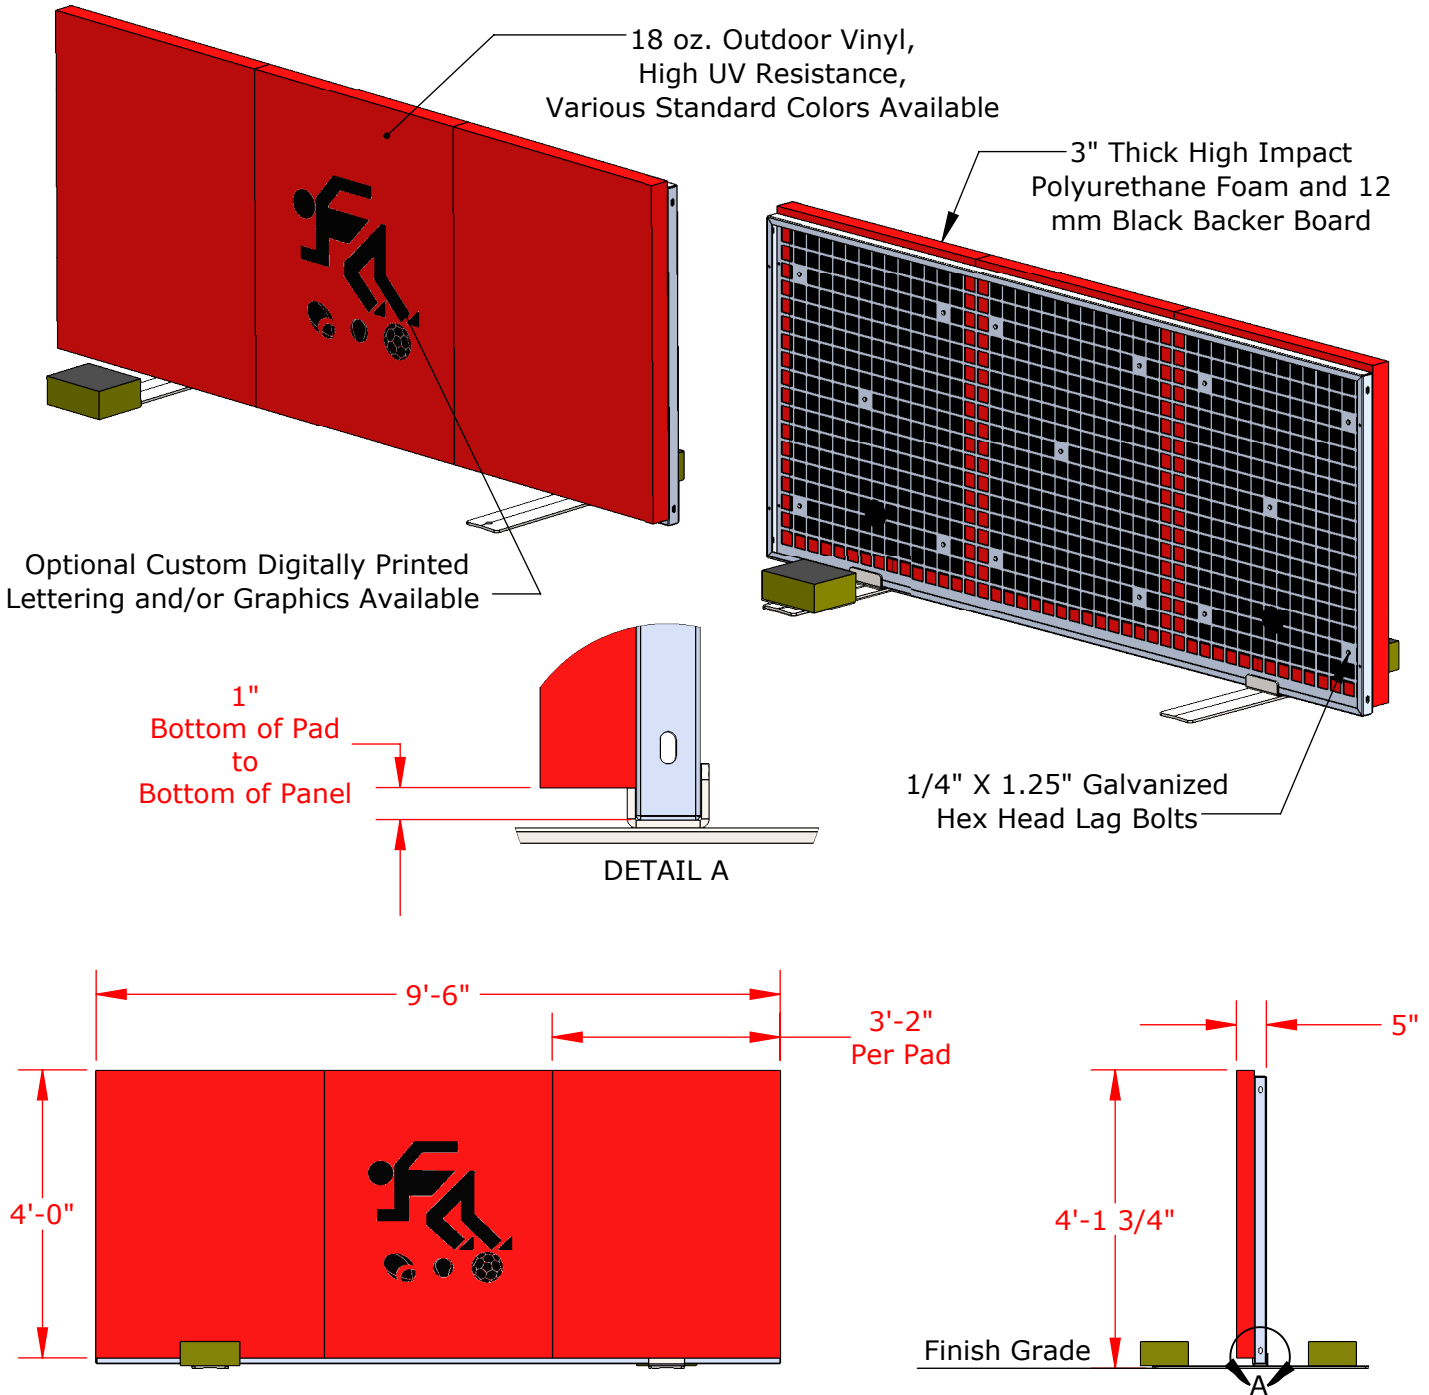 18 oz. Outdoor Vinyl,
High UV Resistance,
Various Standard Colors Available
3" Thick High Impact
Polyurethane Foam and 12
mm Black Backer Board
Optional Custom Digitally Printed
Lettering and/or Graphics Available
1"
Bottom of Pad
to
Bottom of Panel
1/4" X 1.25" Galvanized
Hex Head Lag Bolts
DETAIL A
9'-6"
3'-2"
Per Pad
5"
4'-0"
4'-1 3/4"
Finish Grade
A